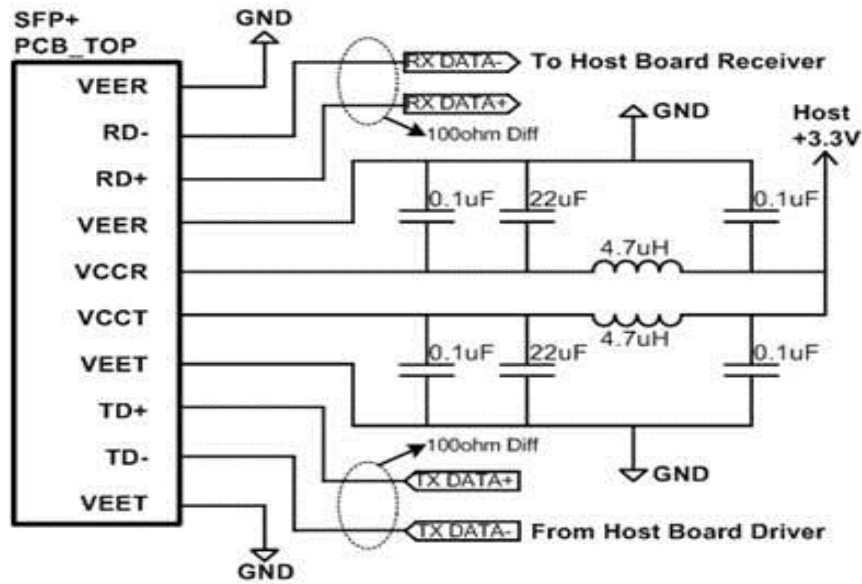 SFP+
PCB_TOP
GND
VEER
RX DATA- To Host Board Receiver
RD-
RX DATA+
100ohm Diff
GND
Host
+3.3V
RD+
VEER
0.1uF
22uF
0.1uF
4.7uH
VCCR
VCCT
4.7uH
VEET
0.1uF
22uF
0.1uF
TD+
100ohm Diff
TD-
TX DATA+
GND
VEET
TX DATA- From Host Board Driver
GND